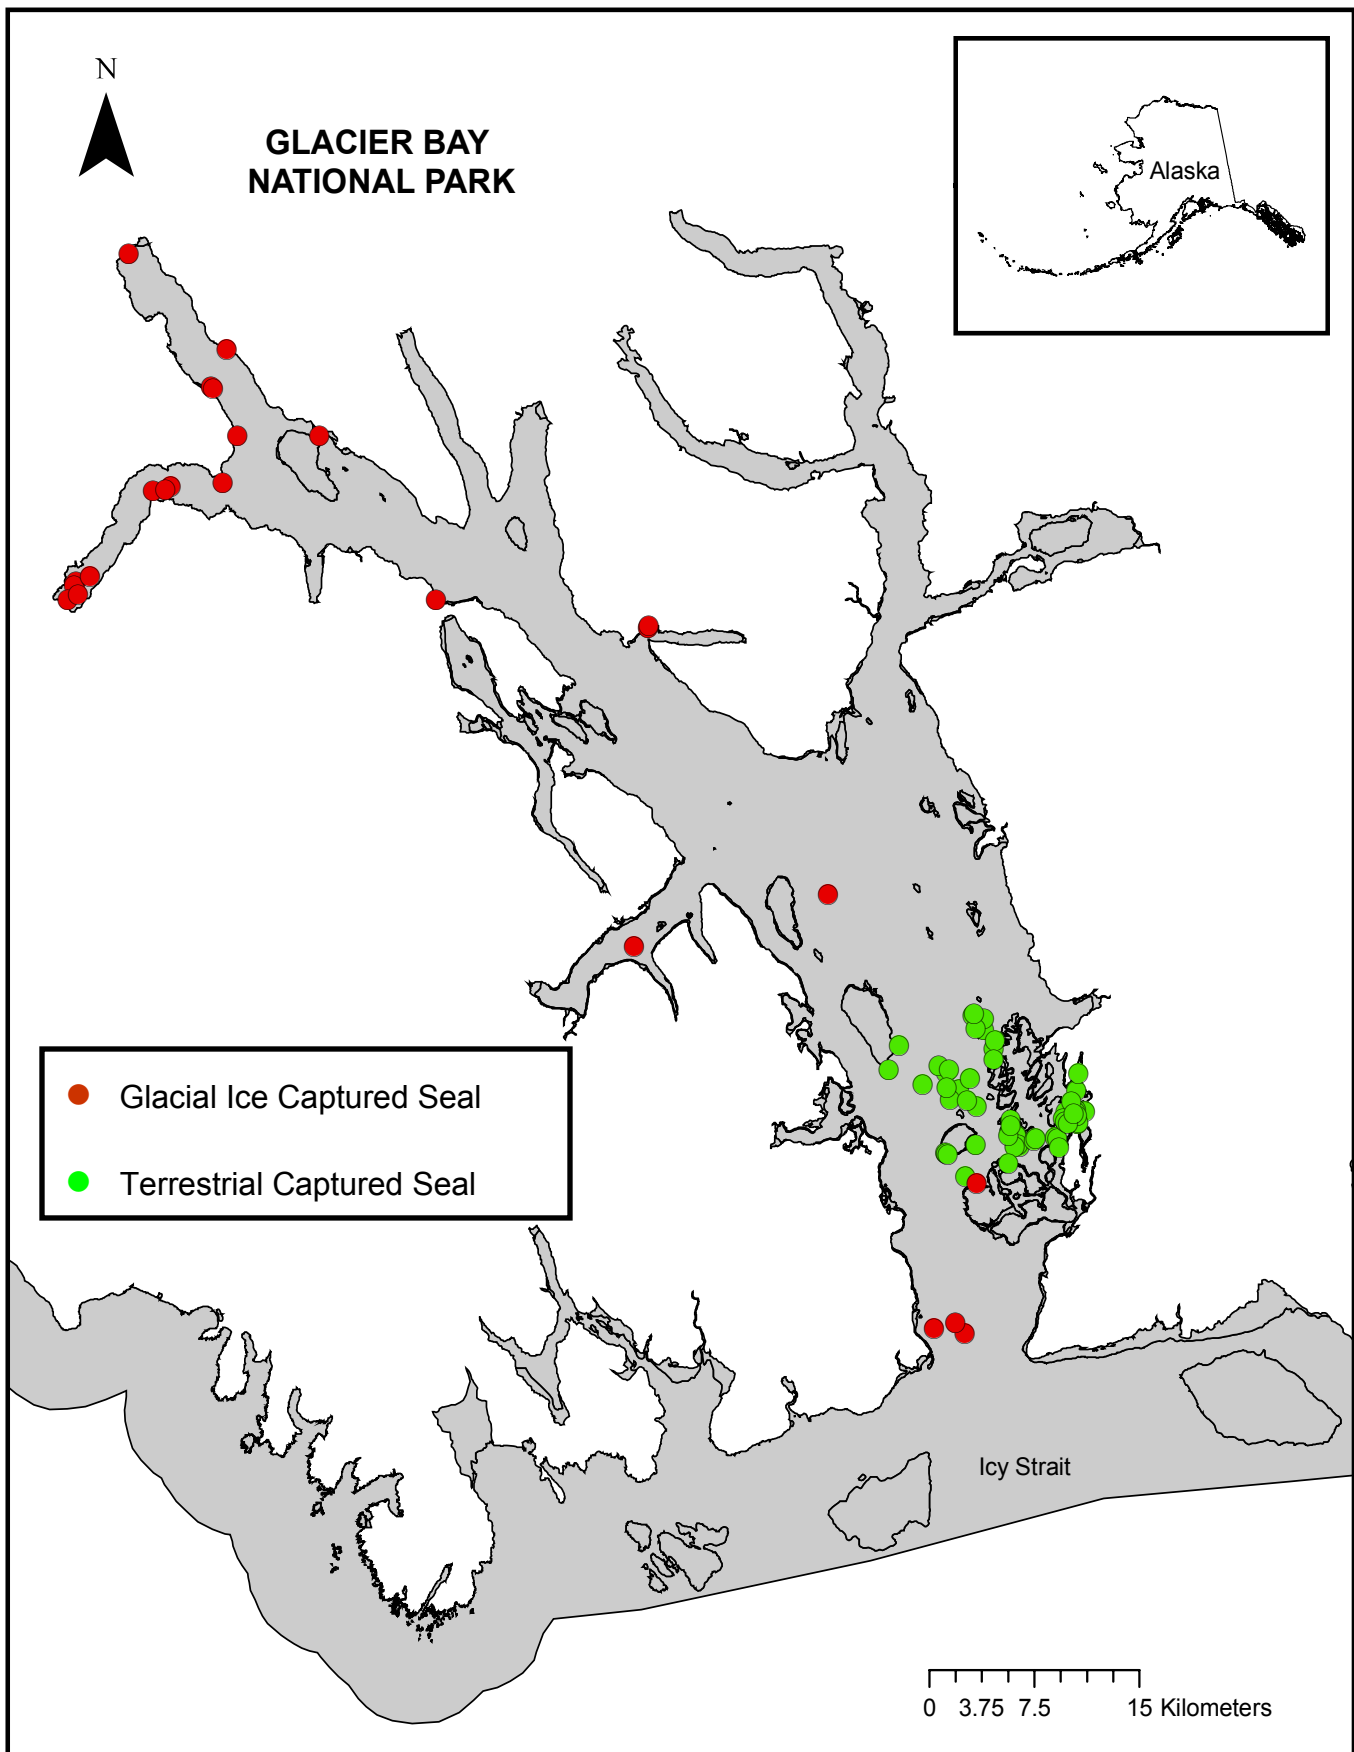 N
GLACIER BAY
NATIONAL PARK
Alaska
Glacial Ice Captured Seal
Terrestrial Captured Seal
Icy Strait
0 3.75 7.5 15 Kilometers